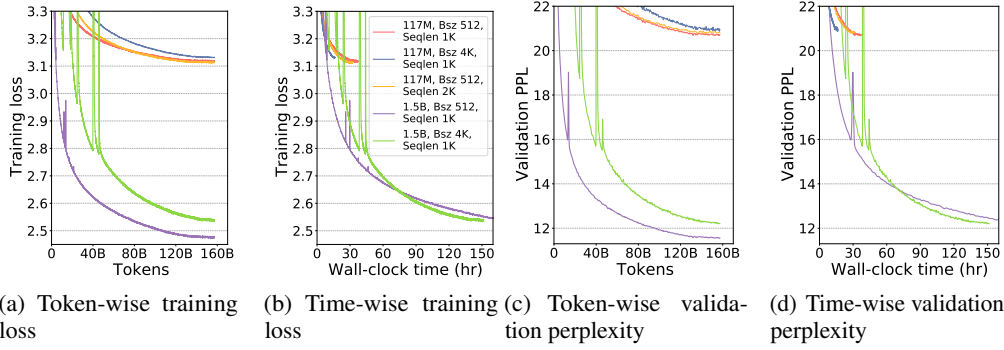 3.3
3.2
3.1
3.0
2.9
2.8
2.7
2.6
2.5
Training loss
0 40B 80B 120B 160B
Tokens
3.3
3.2
3.1
3.0
2.9
2.8
2.7
2.6
2.5
Training loss
0 30 60 90 120 150
Wall-clock time (hr)
117M, Bsz 512,
Seqlen 1K
117M, Bsz 4K,
Seqlen 1K
117M, Bsz 512,
Seqlen 2K
1.5B, Bsz 512,
Seqlen 1K
1.5B, Bsz 4K,
Seqlen 1K
22
20
18
16
14
12
Validation PPL
0 40B 80B 120B 160B
Tokens
22
20
18
16
14
12
Validation PPL
0 30 60 90 120 150
Wall-clock time (hr)
(a) Token-wise training
loss
(b) Time-wise training
loss
(c) Token-wise valida-
tion perplexity
(d) Time-wise validation
perplexity